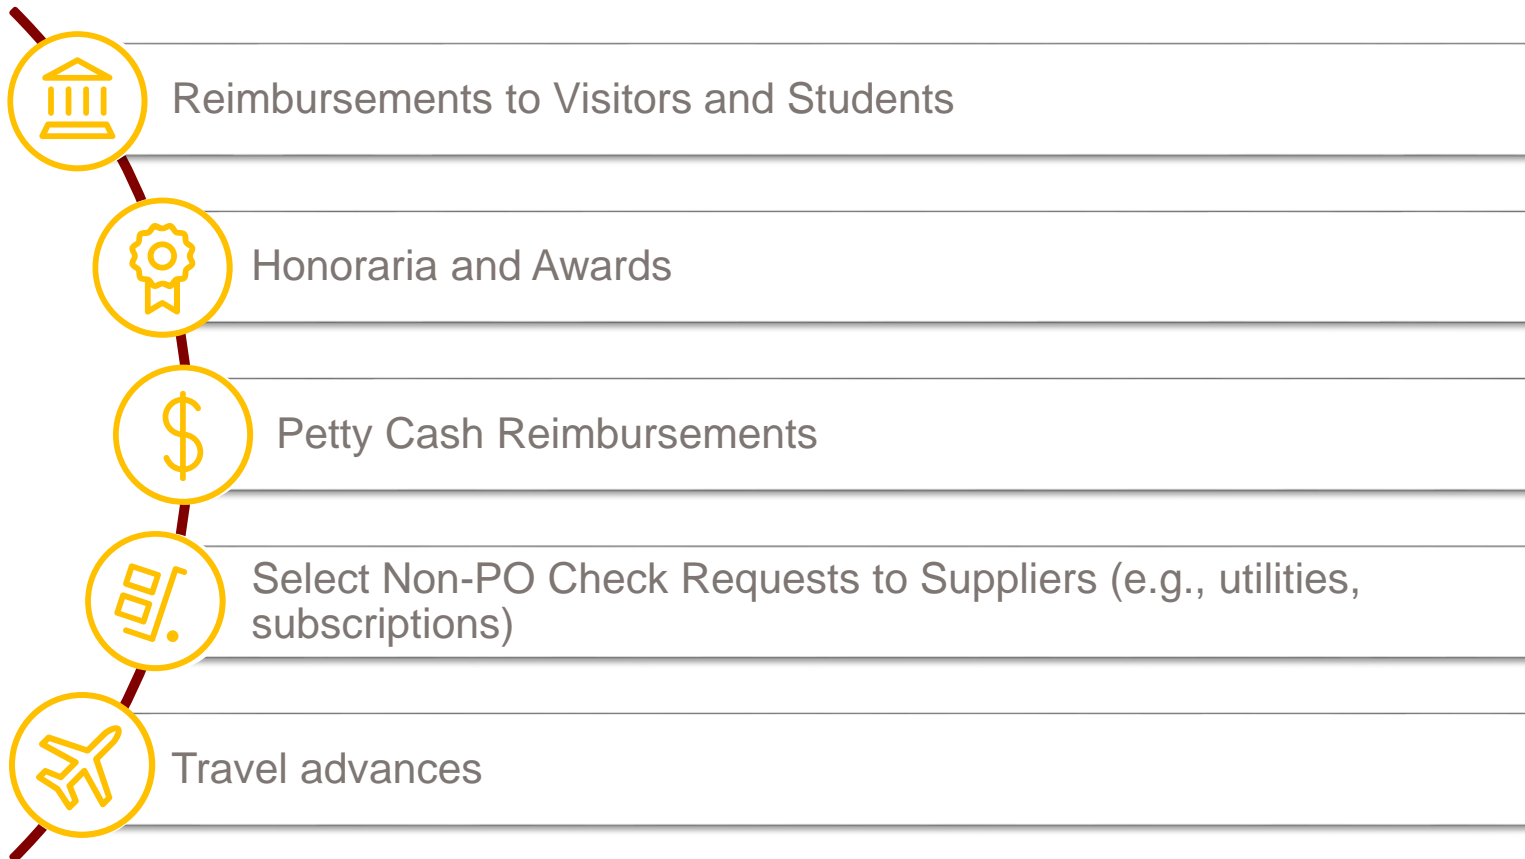 Reimbursements to Visitors and Students
Honoraria and Awards
Petty Cash Reimbursements
Select Non-PO Check Requests to Suppliers (e.g., utilities,
subscriptions)
Travel advances